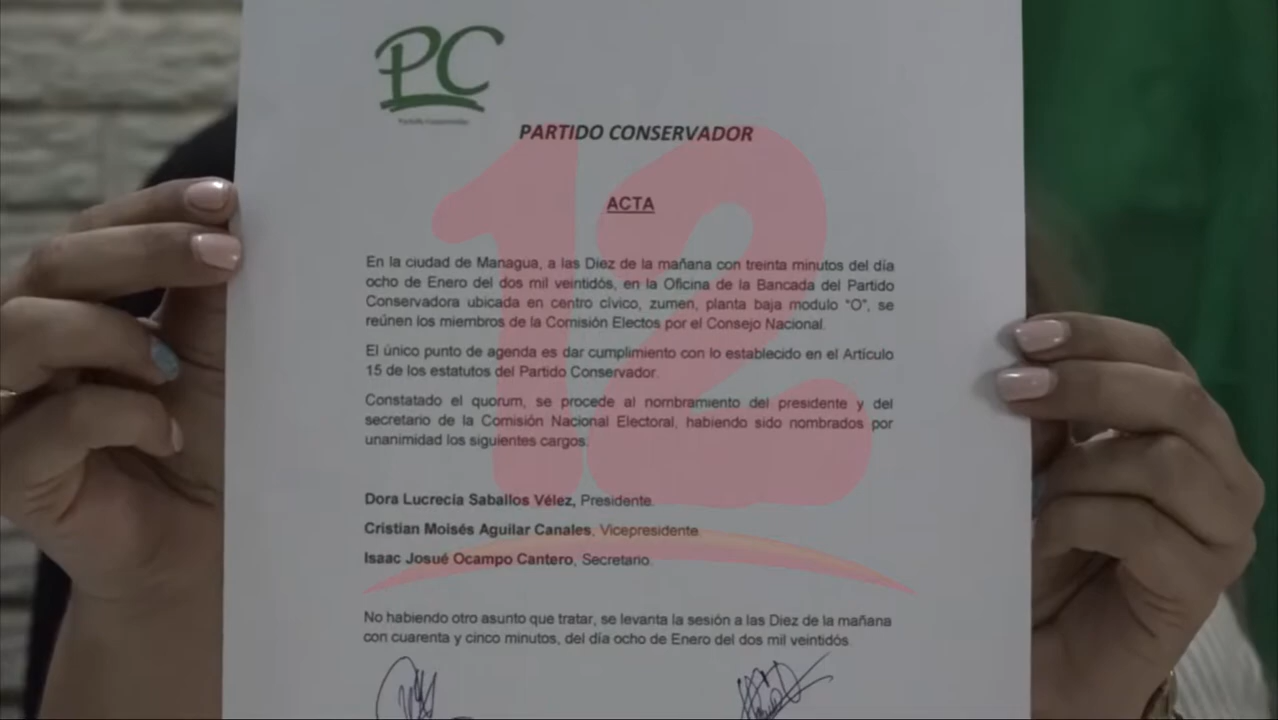 PC
Partido Conservador
PARTIDO CONSERVADOR
12
ACTA
En la ciudad de Managua, a las Diez de la mañana con treinta minutos del día
ocho de Enero del dos mil veintidós, en la Oficina de la Bancada del Partido
Conservadora ubicada en centro cívico, zumen, planta baja modulo "O", se
reúnen los miembros de la Comisión Electos por el Consejo Nacional.
El único punto de agenda es dar cumplimiento con lo establecido en el Artículo
15 de los estatutos del Partido Conservador.
Constatado el quorum, se procede al nombramiento del presidente y del
secretario de la Comisión Nacional Electoral, habiendo sido nombrados por
unanimidad los siguientes cargos:
Dora Lucrecia Saballos Vélez, Presidente.
Cristian Moisés Aguilar Canales, Vicepresidente
Isaac Josué Ocampo Cantero, Secretario.
No habiendo otro asunto que tratar, se levanta la sesión a las Diez de la mañana
con cuarenta y cinco minutos, del día ocho de Enero del dos mil veintidós.